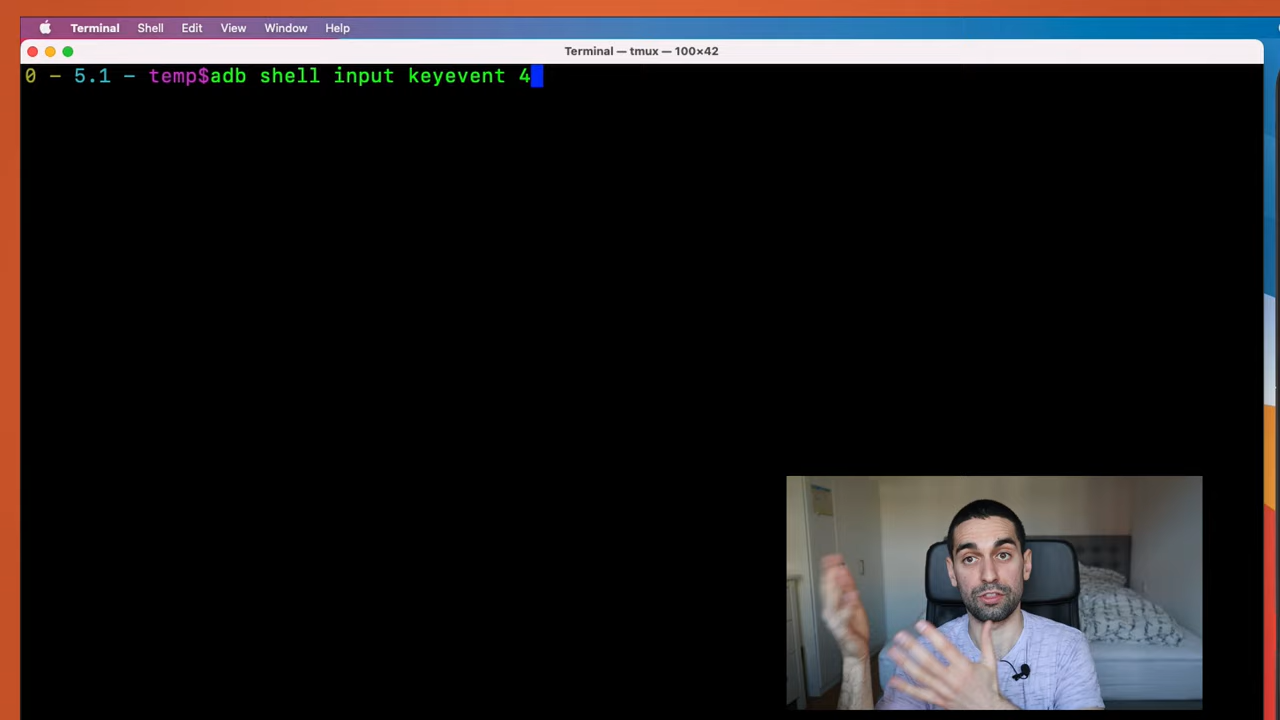 Terminal Shell Edit View Window Help
Terminal — tmux — 100×42
0 - 5.1 - temp$adb shell input keyevent 4